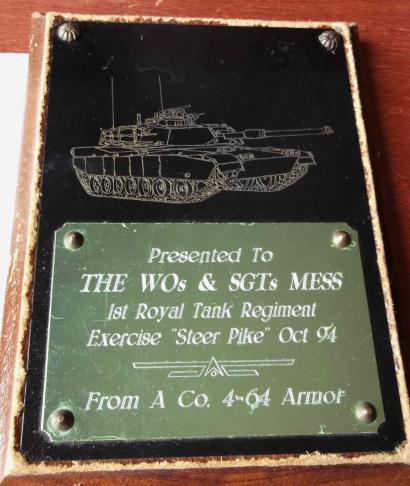 Presented To
THE WOs & SGTs MESS
1st Royal Tank Regiment
Exercise "Steer Pike" Oct 94
From A Co. 4-64 Armor